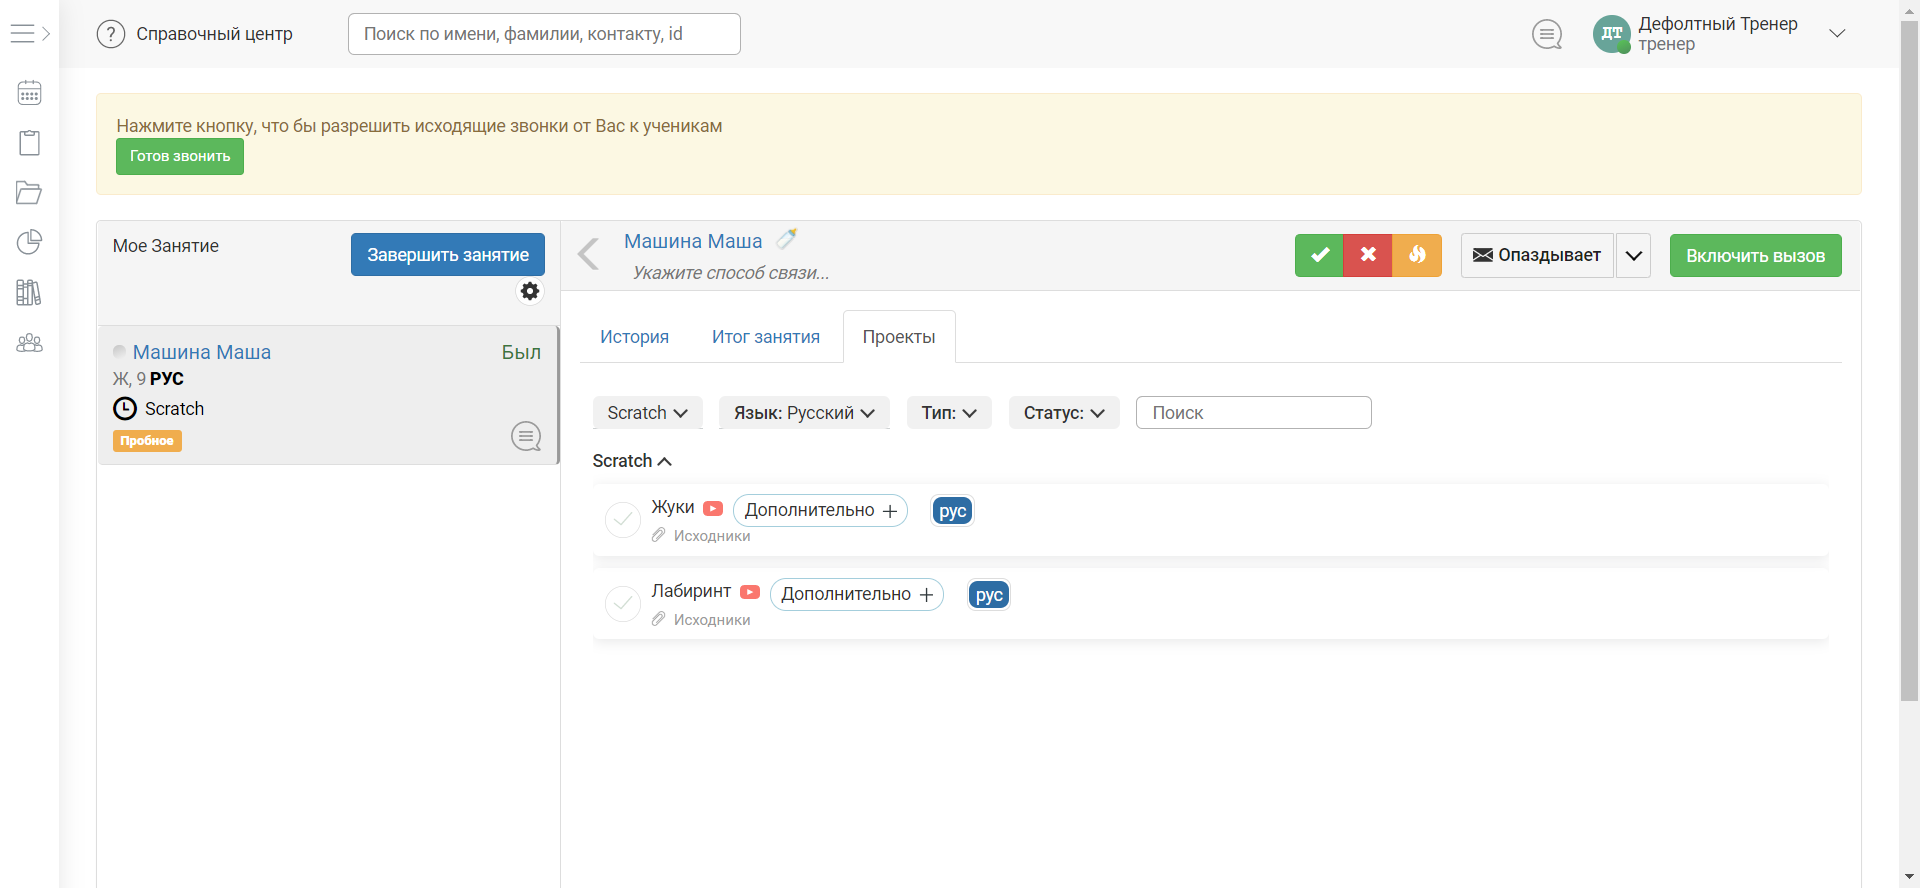 Справочный центр
Поиск по имени, фамилии, контакту, id
ДТ
Дефолтный Тренер
тренер
Нажмите кнопку, что бы разрешить исходящие звонки от Вас к ученикам
Готов звонить
Мое Занятие
Завершить занятие
Машина Маша
Был
Ж, 9 РУС
Scratch
Пробное
Машина Маша
Укажите способ связи...
Опаздывает
Включить вызов
История
Итог занятия
Проекты
Scratch
Язык: Русский
Тип:
Статус:
Поиск
Scratch
Жуки
Дополнительно +
рус
Исходники
Лабиринт
Дополнительно +
рус
Исходники